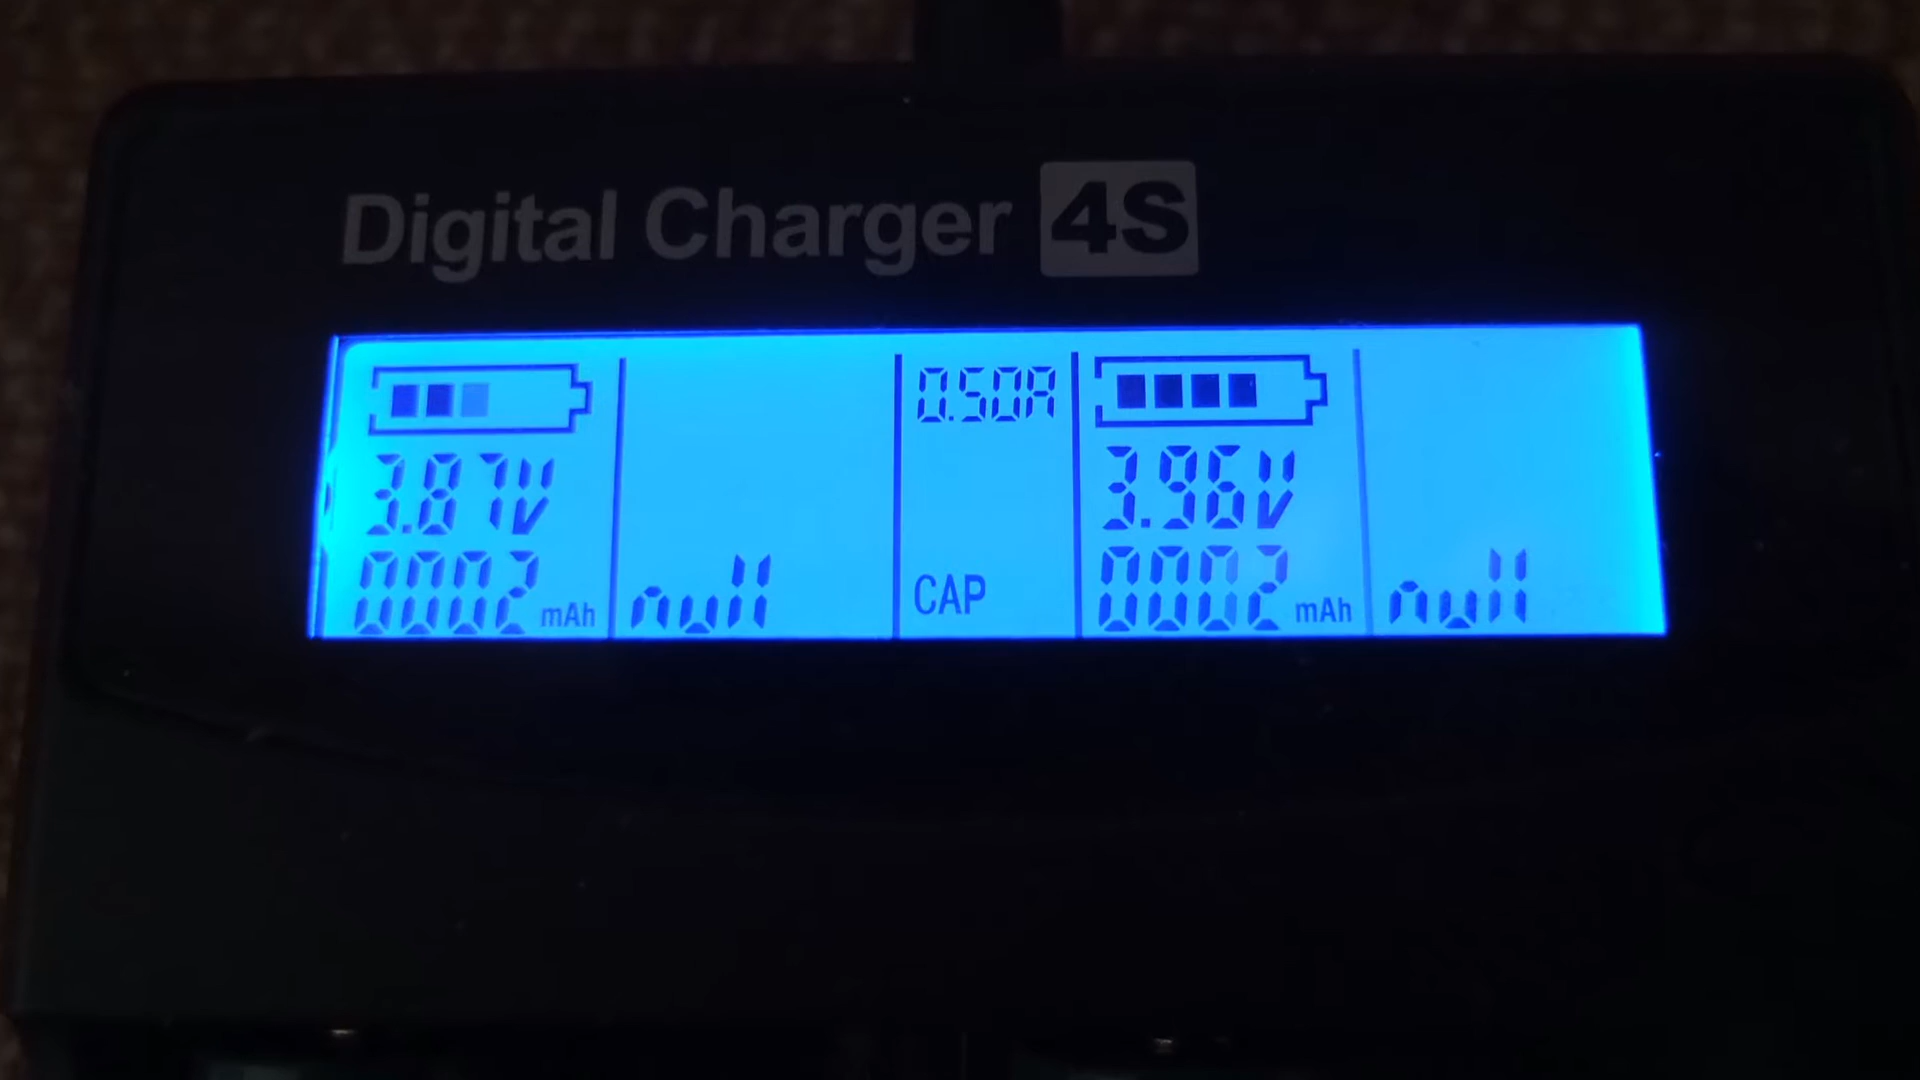 Digital Charger 4S
0.50A
3.87V 3.96V
0002 mAh null CAP 0002 mAh null